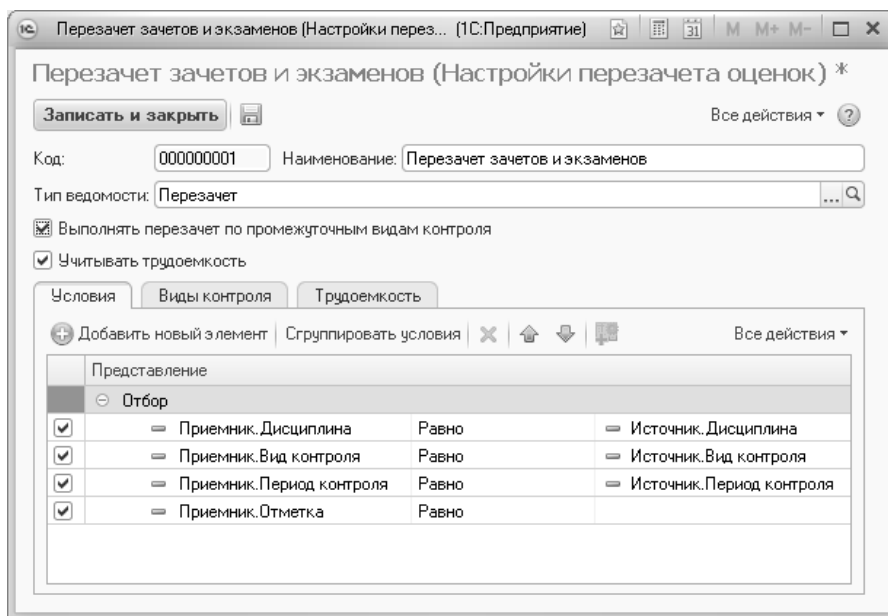 Перезачет зачетов и экзаменов (Настройки перез... (1С:Предприятие) 31 M M+ M-
Перезачет зачетов и экзаменов (Настройки перезачета оценок) *
Записать и закрыть Все действия ?
Код: 000000001 Наименование: Перезачет зачетов и экзаменов
Тип ведомости: Перезачет ...
Выполнять перезачет по промежуточным видам контроля
Учитывать трудоемкость
Условия Виды контроля Трудоемкость
Добавить новый элемент Сгруппировать условия Все действия
Представление
Отбор
Приемник.Дисциплина Равно Источник.Дисциплина
Приемник.Вид контроля Равно Источник.Вид контроля
Приемник.Период контроля Равно Источник.Период контроля
Приемник.Отметка Равно